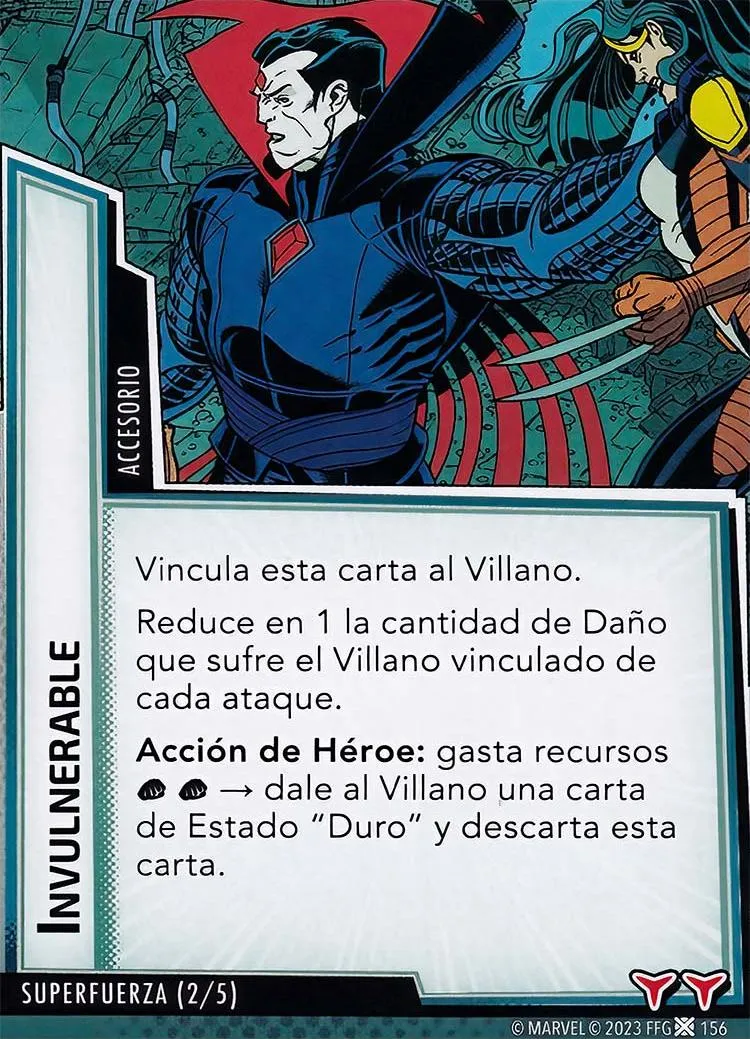 ACCESORIO
INVULNERABLE
Vincula esta carta al Villano.
Reduce en 1 la cantidad de Daño
que sufre el Villano vinculado de
cada ataque.
Acción de Héroe: gasta recursos
→ dale al Villano una carta
de Estado “Duro” y descarta esta
carta.
SUPERFUERZA (2/5)
© MARVEL © 2023 FFG 156